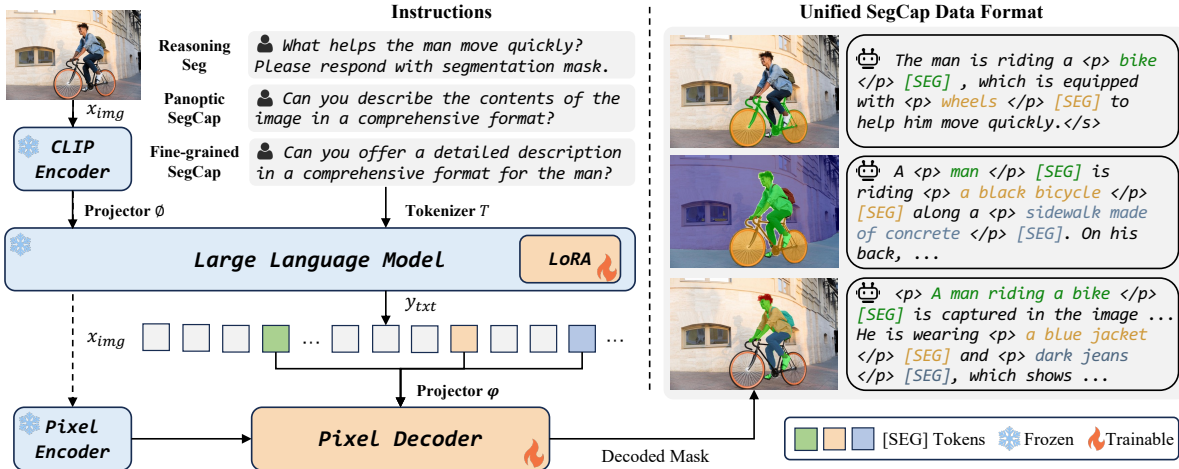 Instructions
Unified SegCap Data Format
Reasoning
Seg
What helps the man move quickly?
Please respond with segmentation mask.
Panoptic
SegCap
Can you describe the contents of the
image in a comprehensive format?
Fine-grained
SegCap
Can you offer a detailed description
in a comprehensive format for the man?
x_img
CLIP
Encoder
Projector ∅
Tokenizer T
Large Language Model
LoRA
y_txt
x_img
...
...
...
Projector φ
Pixel
Encoder
Pixel Decoder
Decoded Mask
The man is riding a <p> bike
</p> [SEG] , which is equipped
with <p> wheels </p> [SEG] to
help him move quickly.</s>
A <p> man </p> [SEG] is
riding <p> a black bicycle </p>
[SEG] along a <p> sidewalk made
of concrete </p> [SEG]. On his
back, ...
<p> A man riding a bike </p>
[SEG] is captured in the image ...
He is wearing <p> a blue jacket
</p> [SEG] and <p> dark jeans
</p> [SEG], which shows ...
[SEG] Tokens
Frozen
Trainable